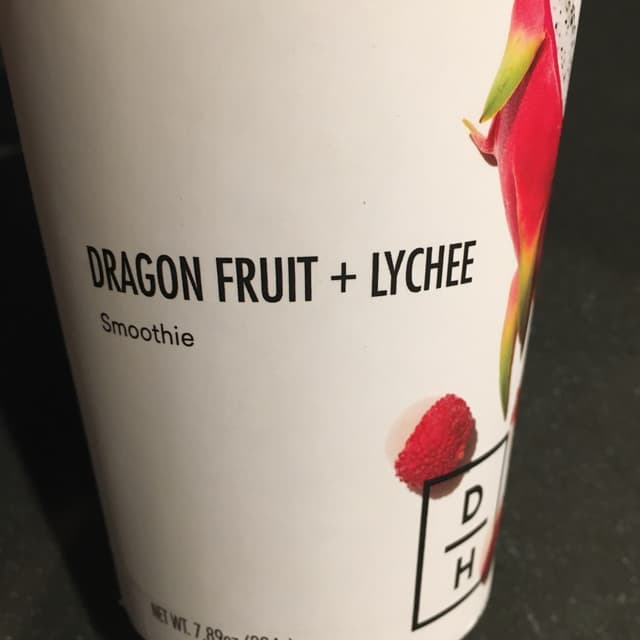 DRAGON FRUIT + LYCHEE
Smoothie
D
H
NET WT. 7.89oz